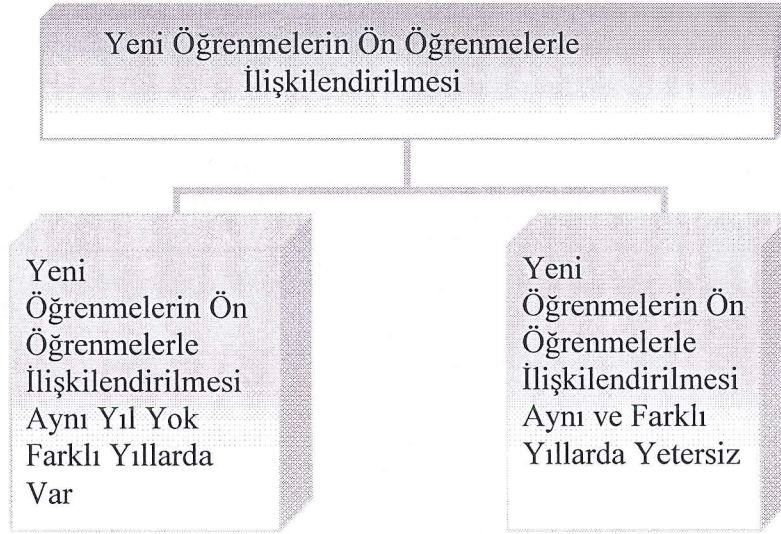 Yeni Öğrenmelerin Ön Öğrenmelerle
İlişkilendirilmesi
Yeni
Öğrenmelerin Ön
Öğrenmelerle
İlişkilendirilmesi
Aynı Yıl Yok
Farklı Yıllarda
Var
Yeni
Öğrenmelerin Ön
Öğrenmelerle
İlişkilendirilmesi
Aynı ve Farklı
Yıllarda Yetersiz